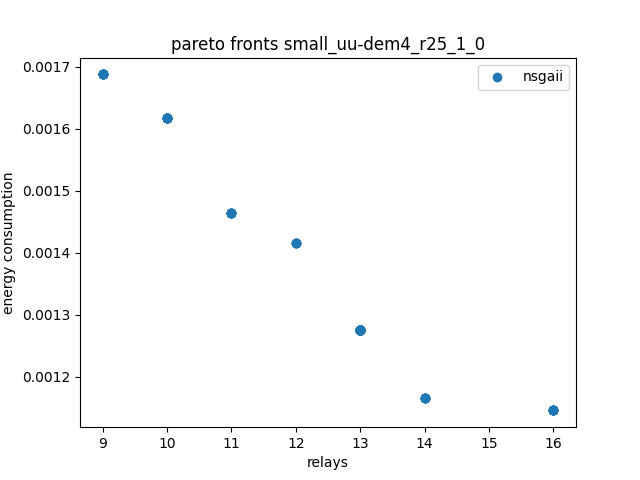 pareto fronts small_uu-dem4_r25_1_0
nsgaii
energy consumption
0.0017
0.0016
0.0015
0.0014
0.0013
0.0012
9 10 11 12 13 14 15 16
relays